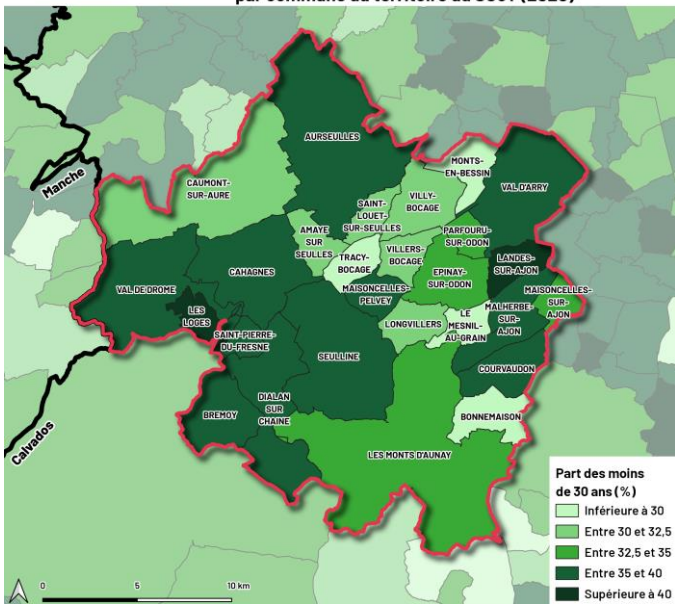 par commune du territoire du SCoT (2020)
AURSEULLES
MONTS-
EN-BESSIN
Manche
CAUMONT-
SUR-AURE
VAL D'ARRY
SAINT-
LOUET-
SUR-SEULLES
VILLY-
BOCAGE
AMAYE
SUR
SEULLES
PARFOURU-
SUR-ODON
TRACY-
BOCAGE
VILLERS-
BOCAGE
CAHAGNES
EPINAY-
SUR-ODON
LANDES-
SUR-AJON
VAL DE DROME
MAISONCELLES-
PELVEY
MAISONCELLES-
SUR-
AJON
LES
LOGES
MALHERBE-
SUR-
AJON
LONGVILLERS
LE
MESNIL-
AU-GRAIN
SAINT-PIERRE-
DU-FRESNE
SEULLINE
COURVAUDON
DIALAN
SUR
CHAINE
BREMOY
BONNEMAISON
Calvados
LES MONTS D'AUNAY
Part des moins
de 30 ans (%)
Inférieure à 30
Entre 30 et 32,5
Entre 32,5 et 35
Entre 35 et 40
Supérieure à 40
0 5 10 km